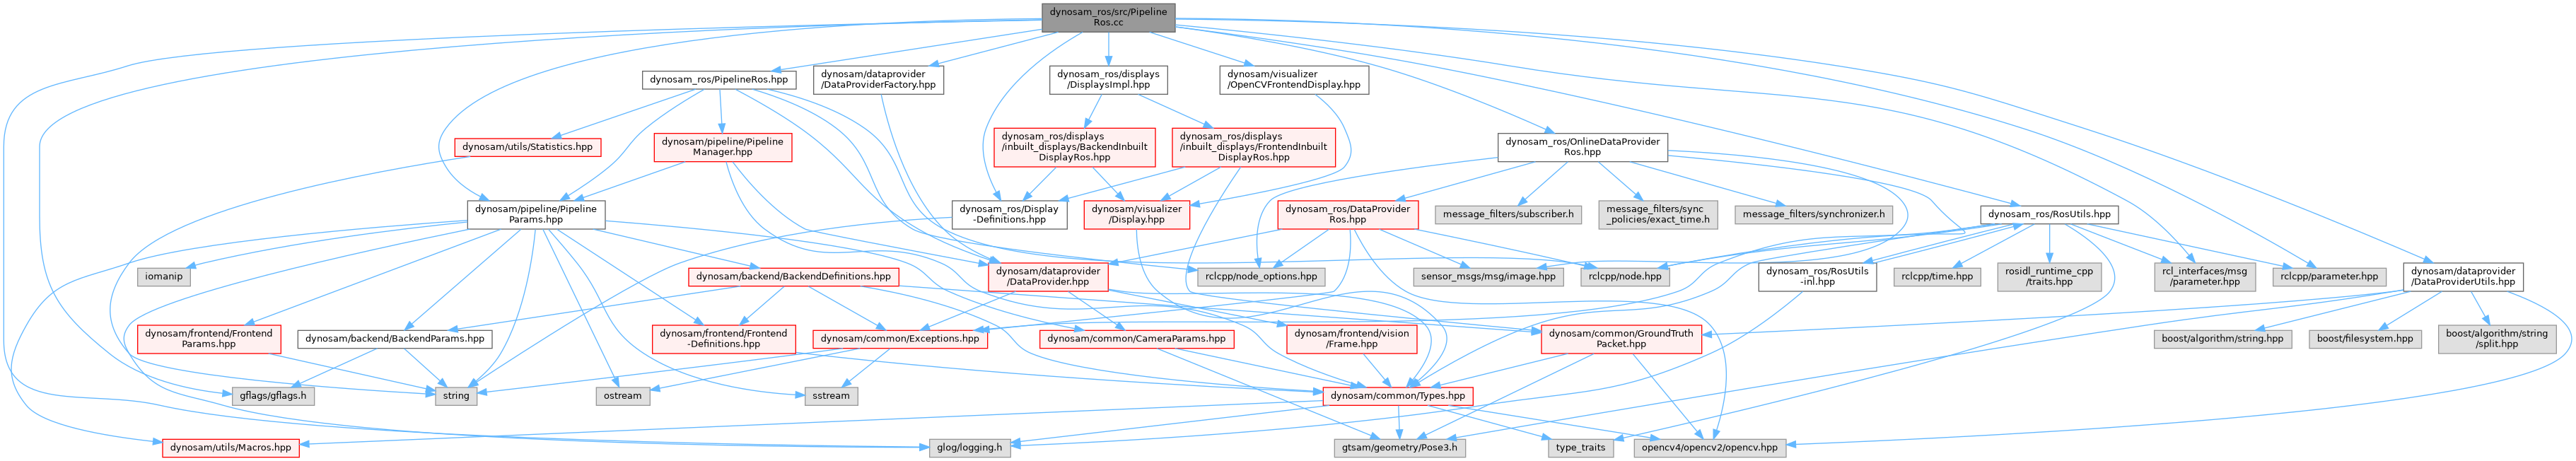 dynosam_ros/src/Pipeline
Ros.cc
dynosam_ros/PipelineRos.hpp
dynosam/dataprovider
/DataProviderFactory.hpp
dynosam_ros/displays
/DisplaysImpl.hpp
dynosam/visualizer
/OpenCVFrontendDisplay.hpp
dynosam/utils/Statistics.hpp
dynosam/pipeline/Pipeline
Manager.hpp
dynosam_ros/displays
/inbuilt_displays/BackendInbuilt
DisplayRos.hpp
dynosam_ros/displays
/inbuilt_displays/FrontendInbuilt
DisplayRos.hpp
dynosam_ros/OnlineDataProvider
Ros.hpp
dynosam/pipeline/Pipeline
Params.hpp
dynosam_ros/Display
-Definitions.hpp
dynosam/visualizer
/Display.hpp
dynosam_ros/DataProvider
Ros.hpp
message_filters/subscriber.h
message_filters/sync
_policies/exact_time.h
message_filters/synchronizer.h
dynosam_ros/RosUtils.hpp
iomanip
dynosam/backend/BackendDefinitions.hpp
dynosam/dataprovider
/DataProvider.hpp
rclcpp/node_options.hpp
sensor_msgs/msg/image.hpp
rclcpp/node.hpp
dynosam_ros/RosUtils
-inl.hpp
rclcpp/time.hpp
rosidl_runtime_cpp
/traits.hpp
rcl_interfaces/msg
/parameter.hpp
rclcpp/parameter.hpp
dynosam/dataprovider
/DataProviderUtils.hpp
dynosam/frontend/Frontend
Params.hpp
dynosam/backend/BackendParams.hpp
dynosam/frontend/Frontend
-Definitions.hpp
dynosam/common/Exceptions.hpp
dynosam/common/CameraParams.hpp
dynosam/frontend/vision
/Frame.hpp
dynosam/common/GroundTruth
Packet.hpp
boost/algorithm/string.hpp
boost/filesystem.hpp
boost/algorithm/string
/split.hpp
gflags/gflags.h
string
ostream
sstream
dynosam/common/Types.hpp
dynosam/utils/Macros.hpp
glog/logging.h
gtsam/geometry/Pose3.h
type_traits
opencv4/opencv2/opencv.hpp